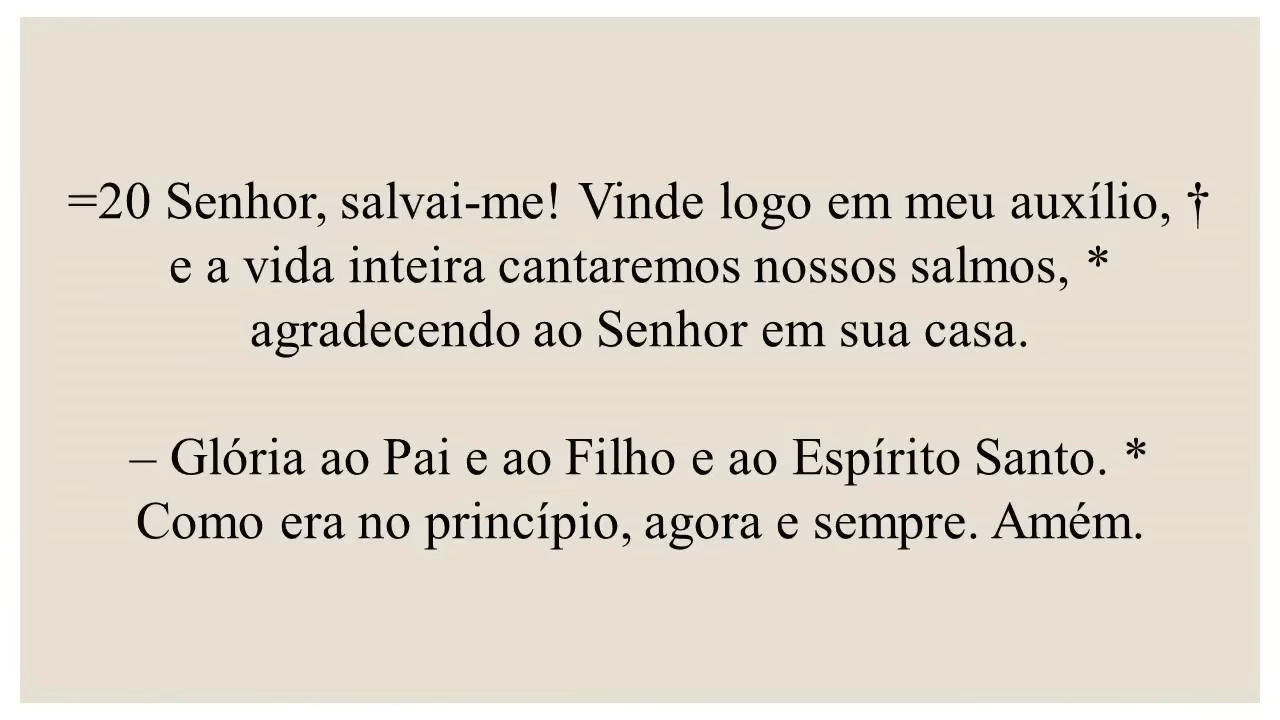 =20 Senhor, salvai-me! Vinde logo em meu auxílio, †
e a vida inteira cantaremos nossos salmos, *
agradecendo ao Senhor em sua casa.
– Glória ao Pai e ao Filho e ao Espírito Santo. *
Como era no princípio, agora e sempre. Amém.